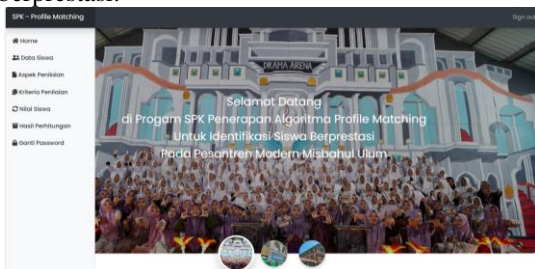 berprestasi.
SPK - Profile Matching
Sign out
Home
Data Siswa
Aspek Penilaian
Kriteria Penilaian
Nilai Siswa
Hasil Perhitungan
Ganti Password
DRAMA ARENA
Selamat Datang
di Progam SPK Penerapan Algoritma Profile Matching
Untuk Identifikasi Siswa Berprestasi
Pada Pesantren Modern Misbahul Ulum